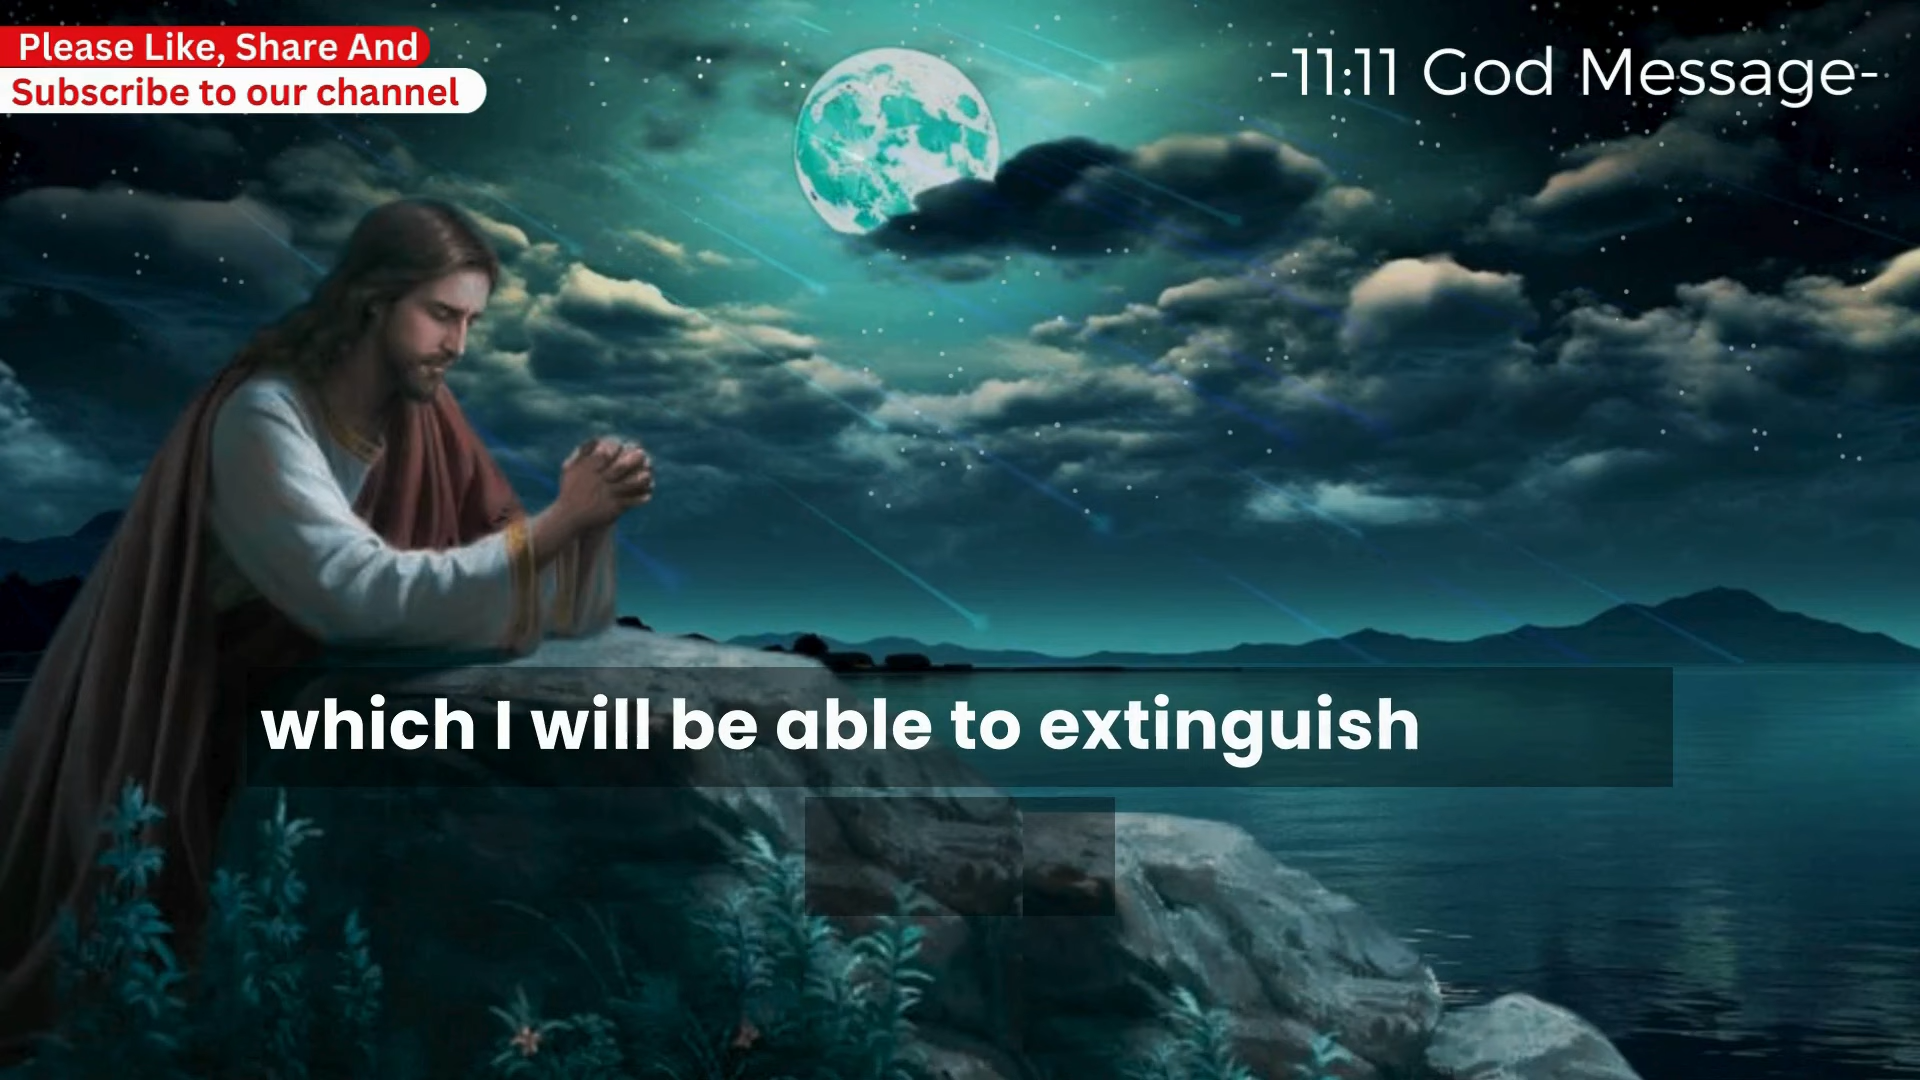 Please Like, Share And
Subscribe to our channel
-11:11 God Message-
which I will be able to extinguish